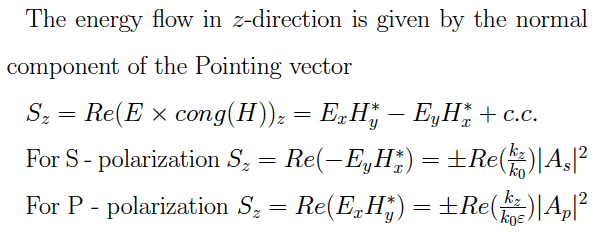 The energy flow in z-direction is given by the normal
component of the Pointing vector
S_z = Re(E × cong(H))_z = E_xH_y^* − E_yH_x^* + c.c.
For S - polarization S_z = Re(−E_yH_x^*) = ±Re(\frac{k_z}{k_0})|A_s|^2
For P - polarization S_z = Re(E_xH_y^*) = ±Re(\frac{k_z}{k_0ε})|A_p|^2